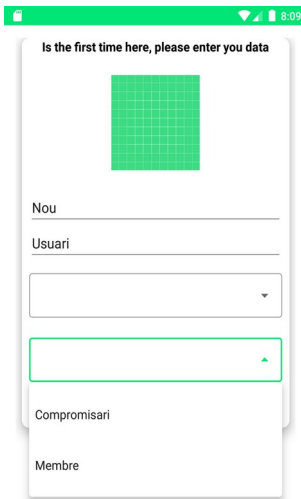 8:09
Is the first time here, please enter you data
Nou
Usuari
Compromisari
Membre